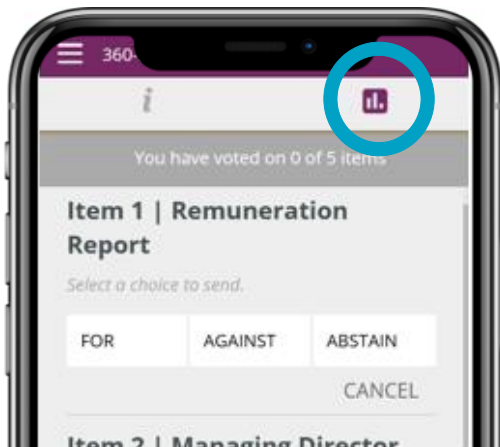 360-
i
You have voted on 0 of 5 items
Item 1 | Remuneration
Report
Select a choice to send.
FOR AGAINST ABSTAIN
CANCEL
Item 2 | Managing Director